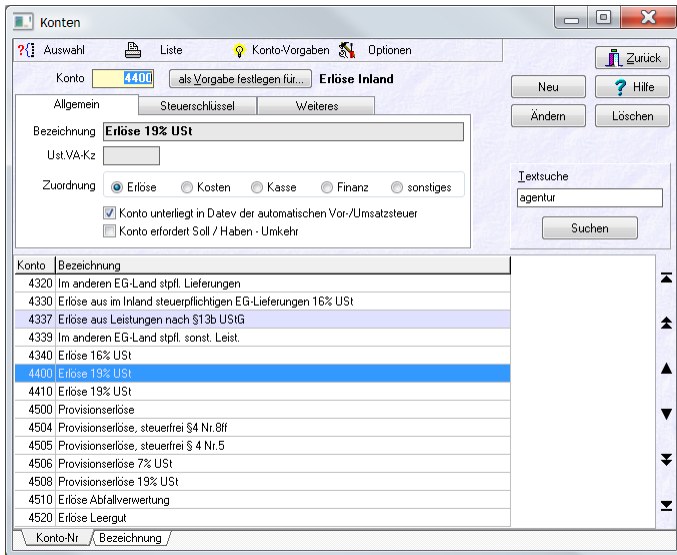 Konten
Auswahl Liste Konto-Vorgaben Optionen
Zurück
Konto 4400 als Vorgabe festlegen für... Erlöse Inland
Neu Hilfe
Ändern Löschen
Allgemein Steuerschlüssel Weiteres
Bezeichnung Erlöse 19% USt
Ust.VA-Kz
Zuordnung Erlöse Kosten Kasse Finanz sonstiges
Konto unterliegt in Datev der automatischen Vor-/Umsatzsteuer
Konto erfordert Soll / Haben - Umkehr
Textsuche
agentur
Suchen
Konto Bezeichnung
4320 Im anderen EG-Land stpfl. Lieferungen
4330 Erlöse aus im Inland steuerpflichtigen EG-Lieferungen 16% USt
4337 Erlöse aus Leistungen nach §13b UStG
4339 Im anderen EG-Land stpfl. sonst. Leist.
4340 Erlöse 16% USt
4400 Erlöse 19% USt
4410 Erlöse 19% USt
4500 Provisionserlöse
4504 Provisionserlöse, steuerfrei §4 Nr.8ff
4505 Provisionserlöse, steuerfrei § 4 Nr.5
4506 Provisionserlöse 7% USt
4508 Provisionserlöse 19% USt
4510 Erlöse Abfallverwertung
4520 Erlöse Leergut
Konto-Nr Bezeichnung